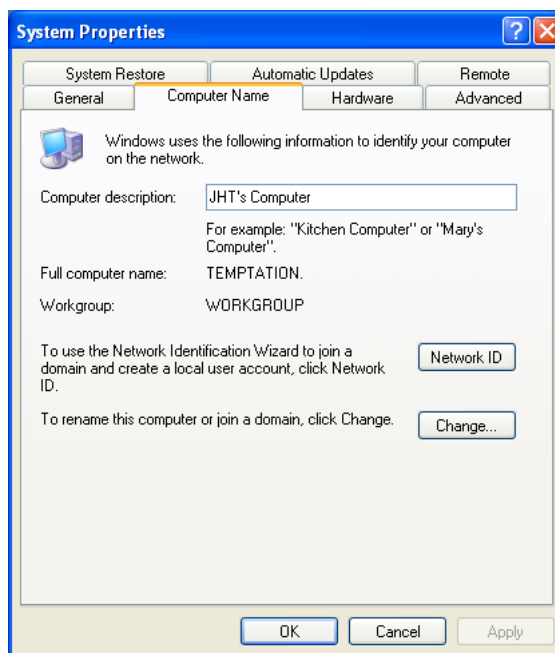 System Properties
System Restore
Automatic Updates
Remote
General
Computer Name
Hardware
Advanced
Windows uses the following information to identify your computer
on the network.
Computer description:
JHT's Computer
For example: "Kitchen Computer" or "Mary's
Computer".
Full computer name:
TEMPTATION.
Workgroup:
WORKGROUP
To use the Network Identification Wizard to join a
domain and create a local user account, click Network
ID.
Network ID
To rename this computer or join a domain, click Change.
Change...
OK
Cancel
Apply